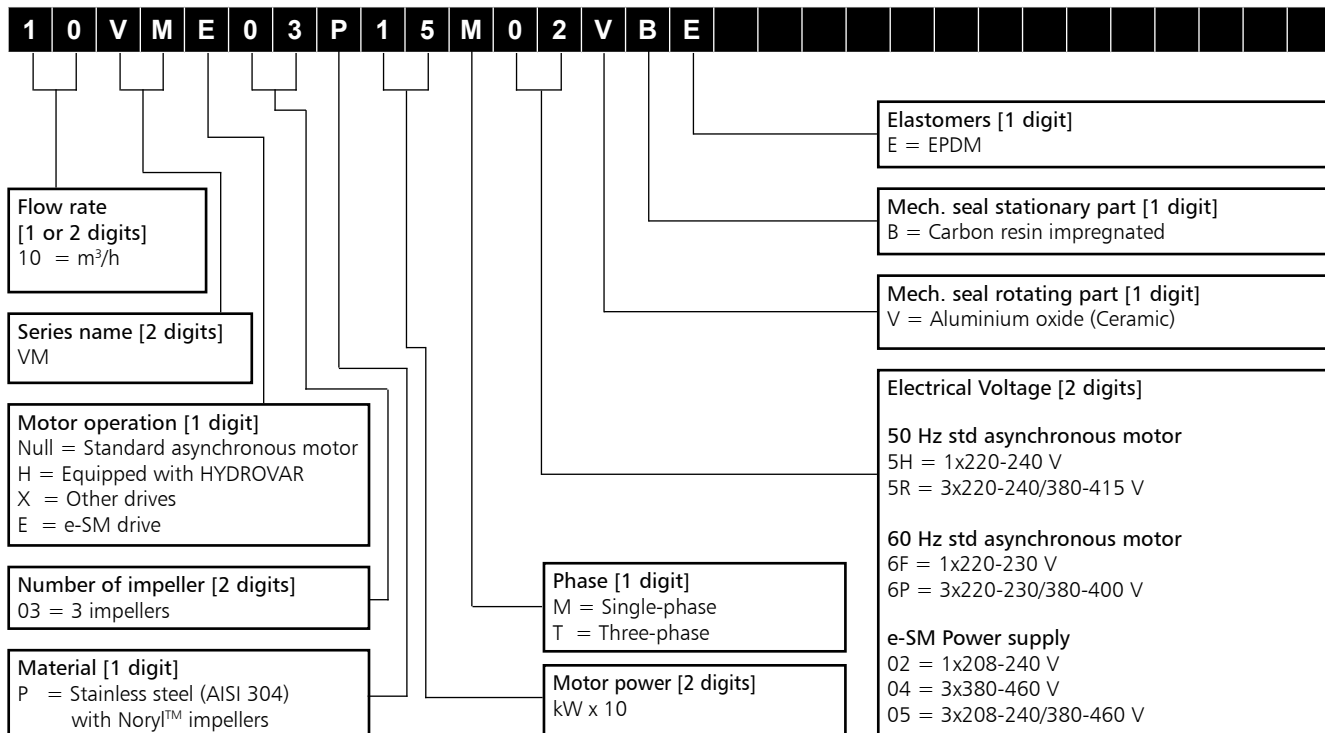 1 0 V M E 0 3 P 1 5 M 0 2 V B E
Flow rate
[1 or 2 digits]
10 = m³/h
Series name [2 digits]
VM
Motor operation [1 digit]
Null = Standard asynchronous motor
H = Equipped with HYDROVAR
X = Other drives
E = e-SM drive
Number of impeller [2 digits]
03 = 3 impellers
Material [1 digit]
P = Stainless steel (AISI 304)
with Noryl™ impellers
Phase [1 digit]
M = Single-phase
T = Three-phase
Motor power [2 digits]
kW x 10
Elastomers [1 digit]
E = EPDM
Mech. seal stationary part [1 digit]
B = Carbon resin impregnated
Mech. seal rotating part [1 digit]
V = Aluminium oxide (Ceramic)
Electrical Voltage [2 digits]
50 Hz std asynchronous motor
5H = 1x220-240 V
5R = 3x220-240/380-415 V
60 Hz std asynchronous motor
6F = 1x220-230 V
6P = 3x220-230/380-400 V
e-SM Power supply
02 = 1x208-240 V
04 = 3x380-460 V
05 = 3x208-240/380-460 V